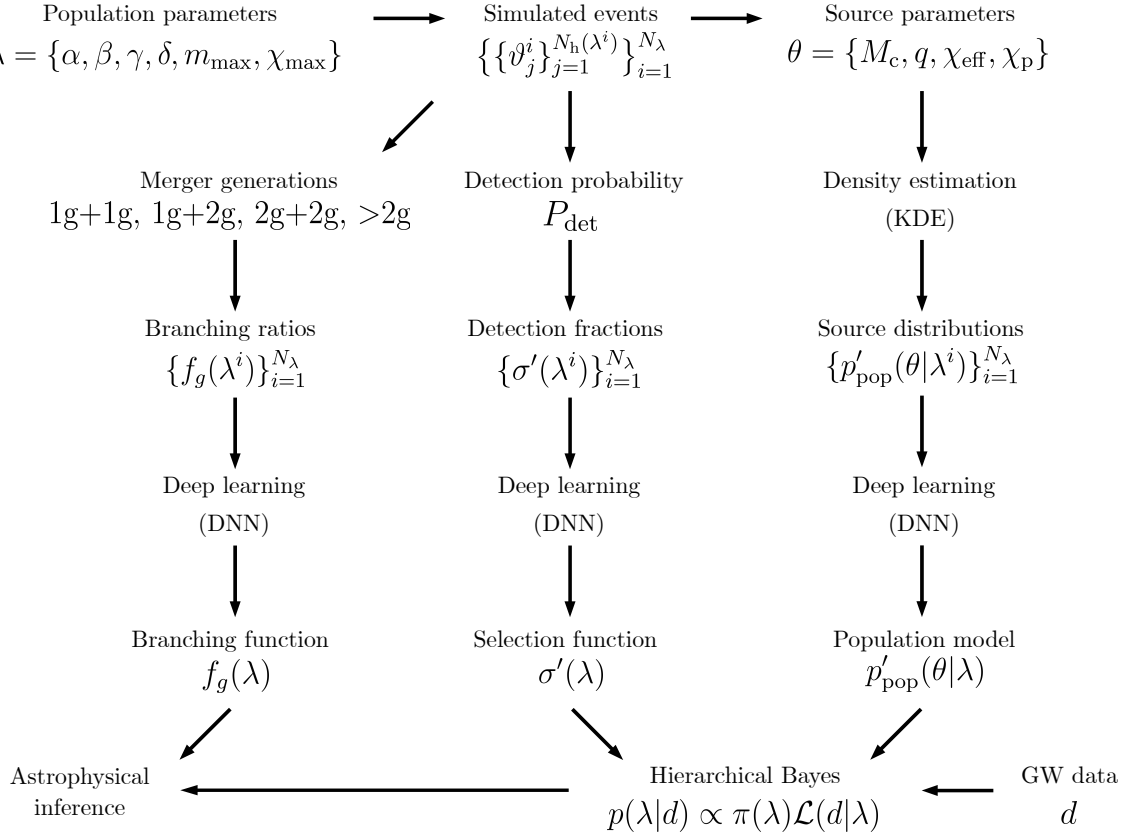 Population parameters
λ = {α, β, γ, δ, m_max, χ_max}
Simulated events
{{ϑ_j^i}_{j=1}^{N_h(λ^i)}}_{i=1}^{N_λ}
Source parameters
θ = {M_c, q, χ_eff, χ_p}
Merger generations
1g+1g, 1g+2g, 2g+2g, >2g
Detection probability
P_det
Density estimation
(KDE)
Branching ratios
{f_g(λ^i)}_{i=1}^{N_λ}
Detection fractions
{σ′(λ^i)}_{i=1}^{N_λ}
Source distributions
{p′_pop(θ|λ^i)}_{i=1}^{N_λ}
Deep learning
(DNN)
Deep learning
(DNN)
Deep learning
(DNN)
Branching function
f_g(λ)
Selection function
σ′(λ)
Population model
p′_pop(θ|λ)
Astrophysical
inference
Hierarchical Bayes
p(λ|d) ∝ π(λ)ℒ(d|λ)
GW data
d